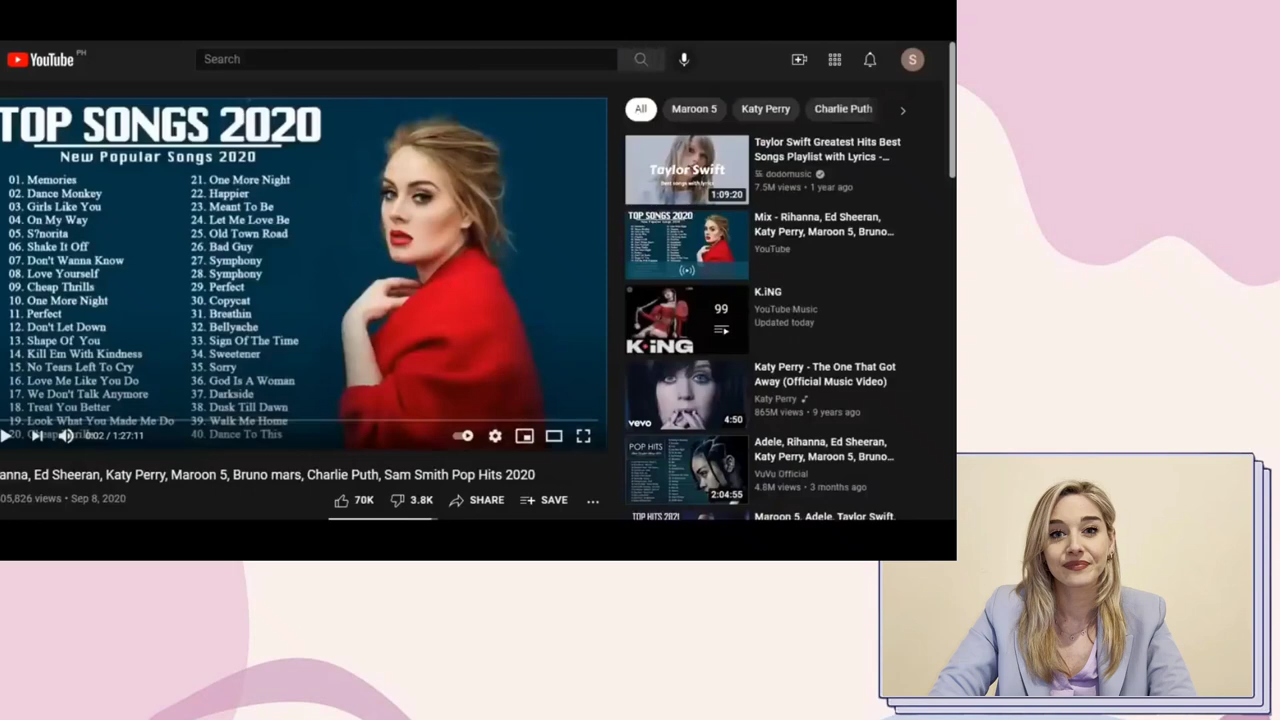 YouTube PH
Search
S
TOP SONGS 2020
New Popular Songs 2020
01. Memories
02. Dance Monkey
03. Girls Like You
04. On My Way
05. S?norita
06. Shake It Off
07. Don't Wanna Know
08. Love Yourself
09. Cheap Thrills
10. One More Night
11. Perfect
12. Don't Let Down
13. Shape Of You
14. Kill Em With Kindness
15. No Tears Left To Cry
16. Love Me Like You Do
17. We Don't Talk Anymore
18. Treat You Better
19. Look What You Made Me Do
20.
21. One More Night
22. Happier
23. Meant To Be
24. Let Me Love Be
25. Old Town Road
26. Bad Guy
27. Symphony
28. Symphony
29. Perfect
30. Copycat
31. Breathin
32. Bellyache
33. Sign Of The Time
34. Sweetener
35. Sorry
36. God Is A Woman
37. Darkside
38. Dusk Till Dawn
39. Walk Me Home
40. Dance To This
0:02 / 1:27:11
anna, Ed Sheeran, Katy Perry, Maroon 5, Bruno mars, Charlie Puth, Sam Smith Pop Hits 2020
05,826 views • Sep 8, 2020
70K
3.8K
SHARE
SAVE
All
Maroon 5
Katy Perry
Charlie Puth
Taylor Swift
Best songs with lyrics
1:09:20
Taylor Swift Greatest Hits Best
Songs Playlist with Lyrics -...
dodomusic
7.5M views • 1 year ago
TOP SONGS 2020
Mix - Rihanna, Ed Sheeran,
Katy Perry, Maroon 5, Bruno...
YouTube
99
KiNG
K.iNG
YouTube Music
Updated today
vevo
4:50
Katy Perry - The One That Got
Away (Official Music Video)
Katy Perry
865M views • 9 years ago
POP HITS
2:04:55
Adele, Rihanna, Ed Sheeran,
Katy Perry, Maroon 5, Bruno...
YuVu Official
4.8M views • 3 months ago
TOP HITS 2021
Maroon 5, Adele, Taylor Swift,